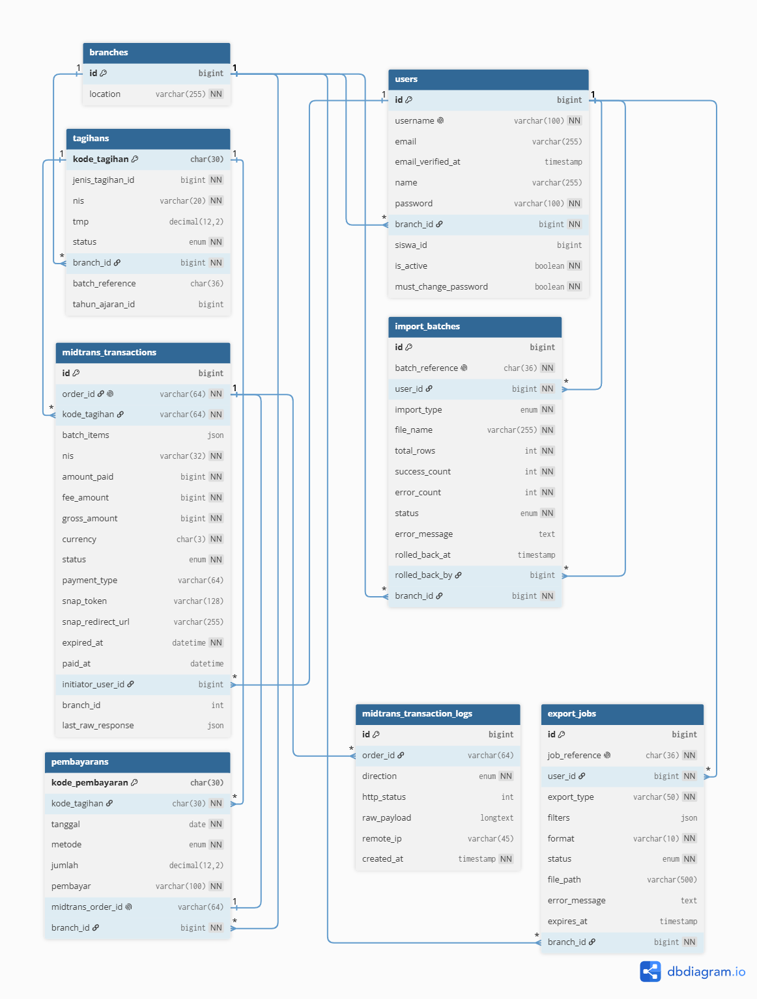 branches
1 id bigint 1
location varchar(255) NN
tagihans
1 kode_tagihan char(30) 1
jenis_tagihan_id bigint NN
nis varchar(20) NN
tmp decimal(12,2)
status enum NN
* branch_id bigint NN
batch_reference char(36)
tahun_ajaran_id bigint
midtrans_transactions
id bigint
order_id varchar(64) NN 1
* kode_tagihan varchar(64) NN
batch_items json
nis varchar(32) NN
amount_paid bigint NN
fee_amount bigint NN
gross_amount bigint NN
currency char(3) NN
status enum NN
payment_type varchar(64)
snap_token varchar(128)
snap_redirect_url varchar(255)
expired_at datetime NN
paid_at datetime
initiator_user_id bigint *
branch_id int
last_raw_response json
pembayarans
kode_pembayaran char(30)
kode_tagihan char(30) NN *
tanggal date NN
metode enum NN
jumlah decimal(12,2)
pembayar varchar(100) NN
midtrans_order_id varchar(64) 1
branch_id bigint NN *
users
1 id bigint 1
username varchar(100) NN
email varchar(255)
email_verified_at timestamp
name varchar(255)
password varchar(100) NN
* branch_id bigint NN
siswa_id bigint
is_active boolean NN
must_change_password boolean NN
import_batches
id bigint
batch_reference char(36) NN
user_id bigint NN *
import_type enum NN
file_name varchar(255) NN
total_rows int NN
success_count int NN
error_count int NN
status enum NN
error_message text
rolled_back_at timestamp
rolled_back_by bigint *
* branch_id bigint NN
midtrans_transaction_logs
id bigint
* order_id varchar(64)
direction enum NN
http_status int
raw_payload longtext
remote_ip varchar(45)
created_at timestamp NN
export_jobs
id bigint
job_reference char(36) NN
user_id bigint NN *
export_type varchar(50) NN
filters json
format varchar(10) NN
status enum NN
file_path varchar(500)
error_message text
expires_at timestamp
* branch_id bigint NN
dbdiagram.io